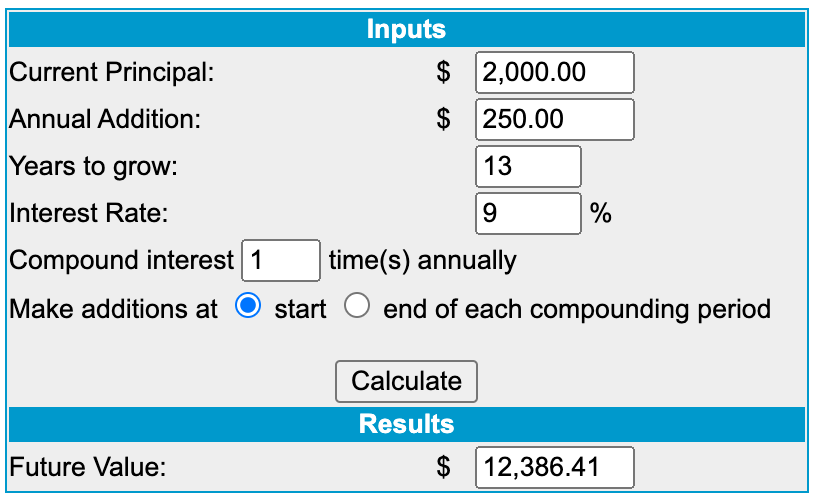 Inputs
Current Principal: $ 2,000.00
Annual Addition: $ 250.00
Years to grow: 13
Interest Rate: 9 %
Compound interest 1 time(s) annually
Make additions at start end of each compounding period
Calculate
Results
Future Value: $ 12,386.41